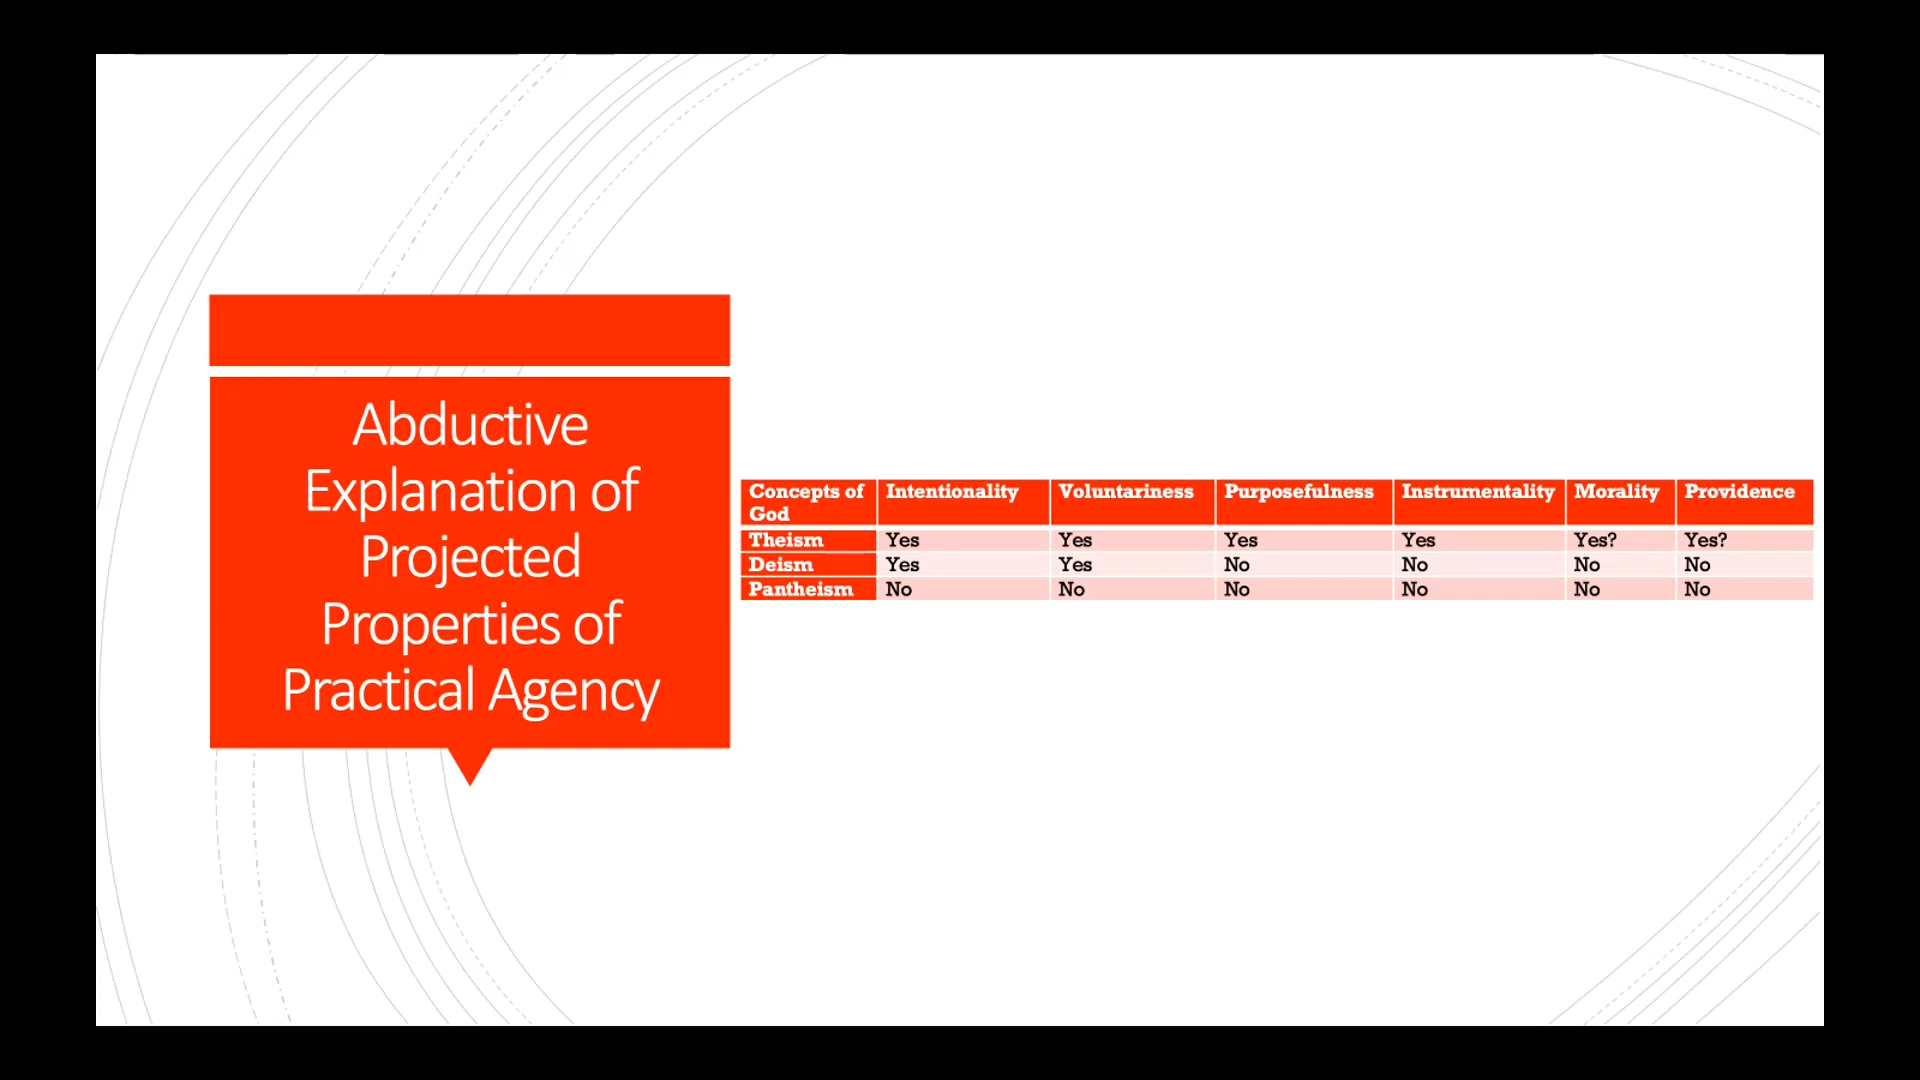 Abductive
Explanation of
Projected
Properties of
Practical Agency
Concepts of God Intentionality Voluntariness Purposefulness Instrumentality Morality Providence
Theism Yes Yes Yes Yes Yes? Yes?
Deism Yes Yes No No No No
Pantheism No No No No No No